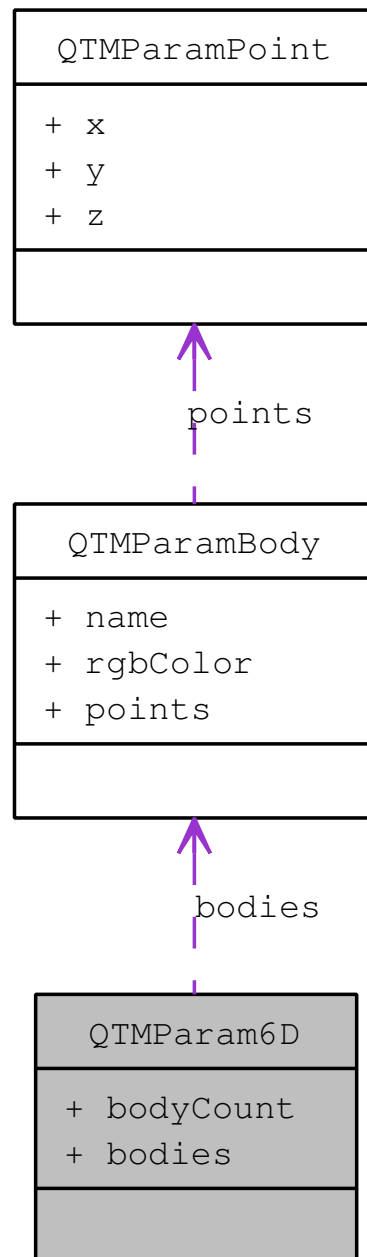 QTMParamPoint
+ x
+ y
+ z
points
QTMParamBody
+ name
+ rgbColor
+ points
bodies
QTMParam6D
+ bodyCount
+ bodies